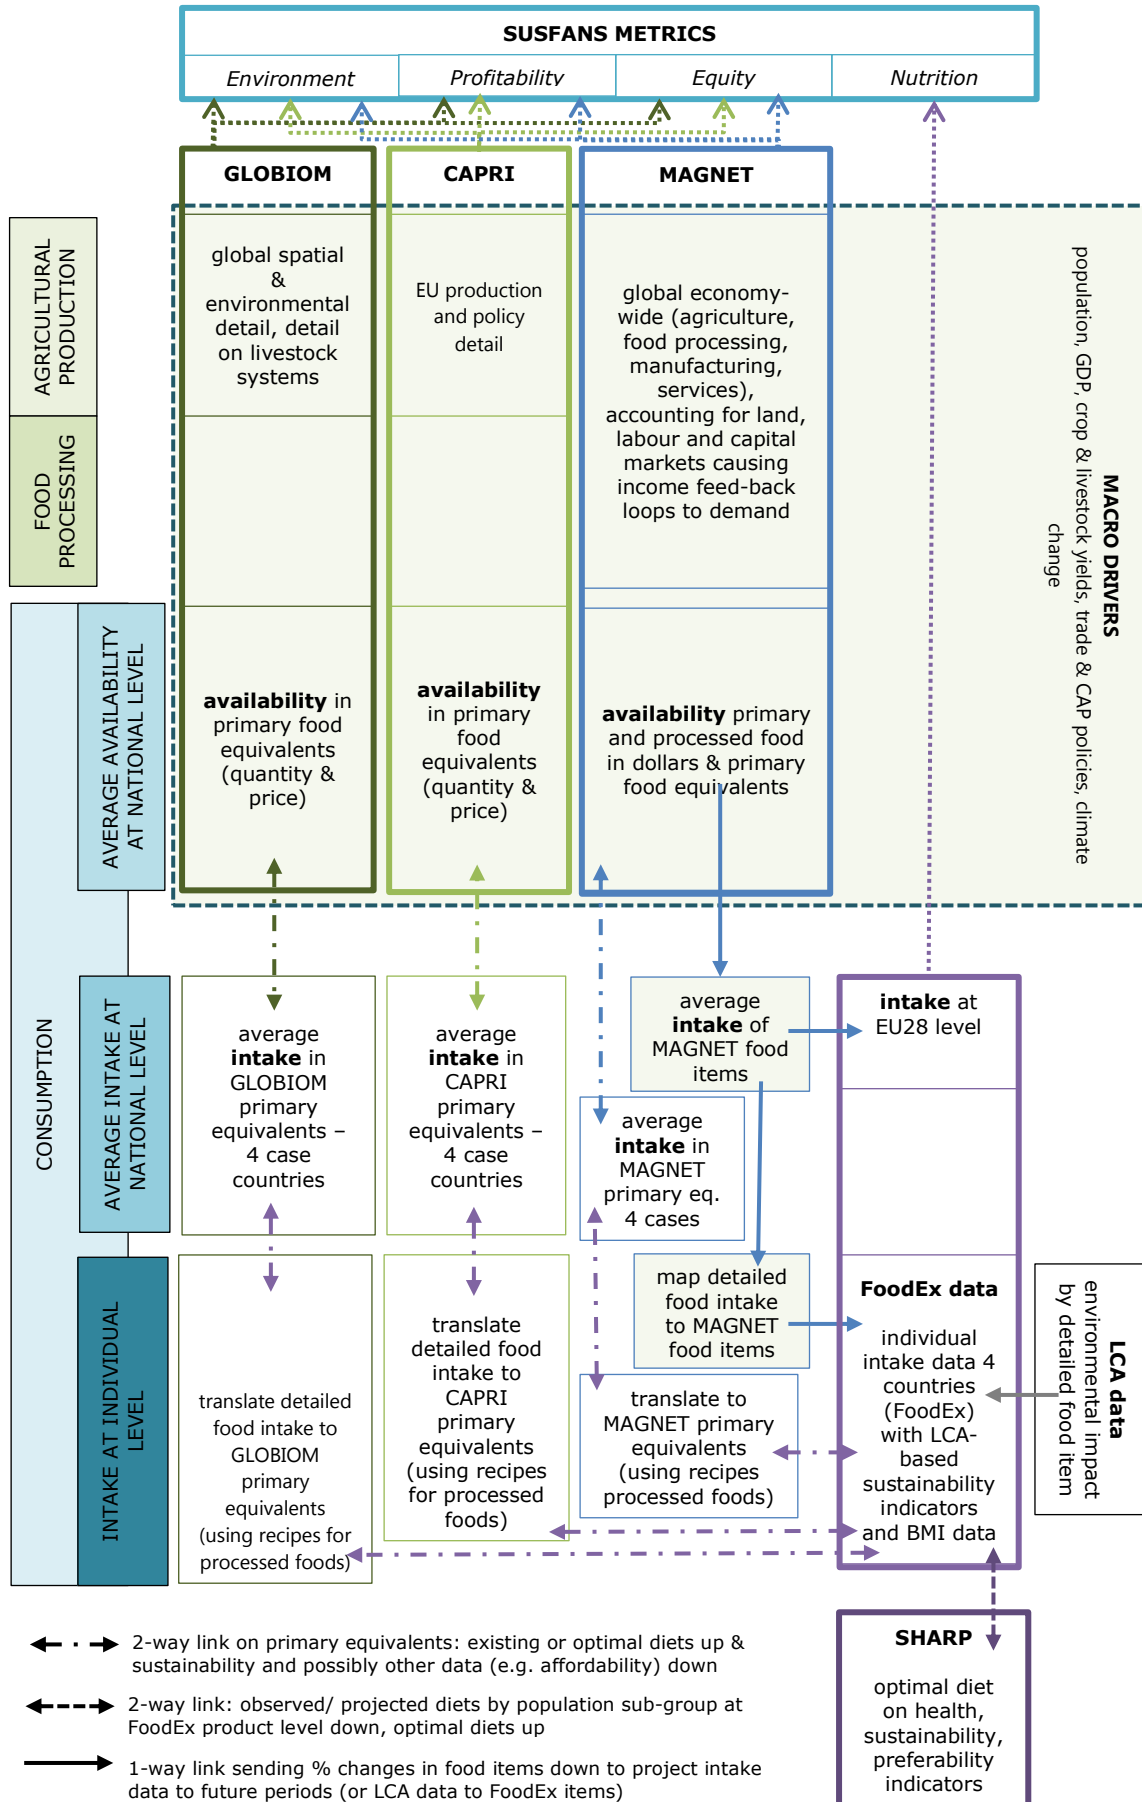 SUSFANS METRICS
Environment
Profitability
Equity
Nutrition
GLOBIOM
CAPRI
MAGNET
AGRICULTURAL
PRODUCTION
FOOD
PROCESSING
global spatial
&
environmental
detail, detail
on livestock
systems
EU production
and policy
detail
global economy-
wide (agriculture,
food processing,
manufacturing,
services),
accounting for land,
labour and capital
markets causing
income feed-back
loops to demand
MACRO DRIVERS
population, GDP, crop & livestock yields, trade & CAP policies, climate
change
CONSUMPTION
AVERAGE AVAILABILITY
AT NATIONAL LEVEL
availability in
primary food
equivalents
(quantity &
price)
availability
in primary
food
equivalents
(quantity &
price)
availability primary
and processed food
in dollars & primary
food equivalents
AVERAGE INTAKE AT
NATIONAL LEVEL
average
intake in
GLOBIOM
primary
equivalents –
4 case
countries
average
intake in
CAPRI
primary
equivalents –
4 case
countries
average
intake of
MAGNET food
items
average
intake in
MAGNET
primary eq.
4 cases
intake at
EU28 level
INTAKE AT INDIVIDUAL
LEVEL
translate detailed
food intake to
GLOBIOM
primary
equivalents
(using recipes for
processed foods)
translate
detailed food
intake to
CAPRI
primary
equivalents
(using recipes
for processed
foods)
map detailed
food intake
to MAGNET
food items
translate to
MAGNET primary
equivalents
(using recipes
processed foods)
FoodEx data
individual
intake data 4
countries
(FoodEx)
with LCA-
based
sustainability
indicators
and BMI data
LCA data
environmental impact
by detailed food item
SHARP
optimal diet
on health,
sustainability,
preferability
indicators
2-way link on primary equivalents: existing or optimal diets up &
sustainability and possibly other data (e.g. affordability) down
2-way link: observed/ projected diets by population sub-group at
FoodEx product level down, optimal diets up
1-way link sending % changes in food items down to project intake
data to future periods (or LCA data to FoodEx items)